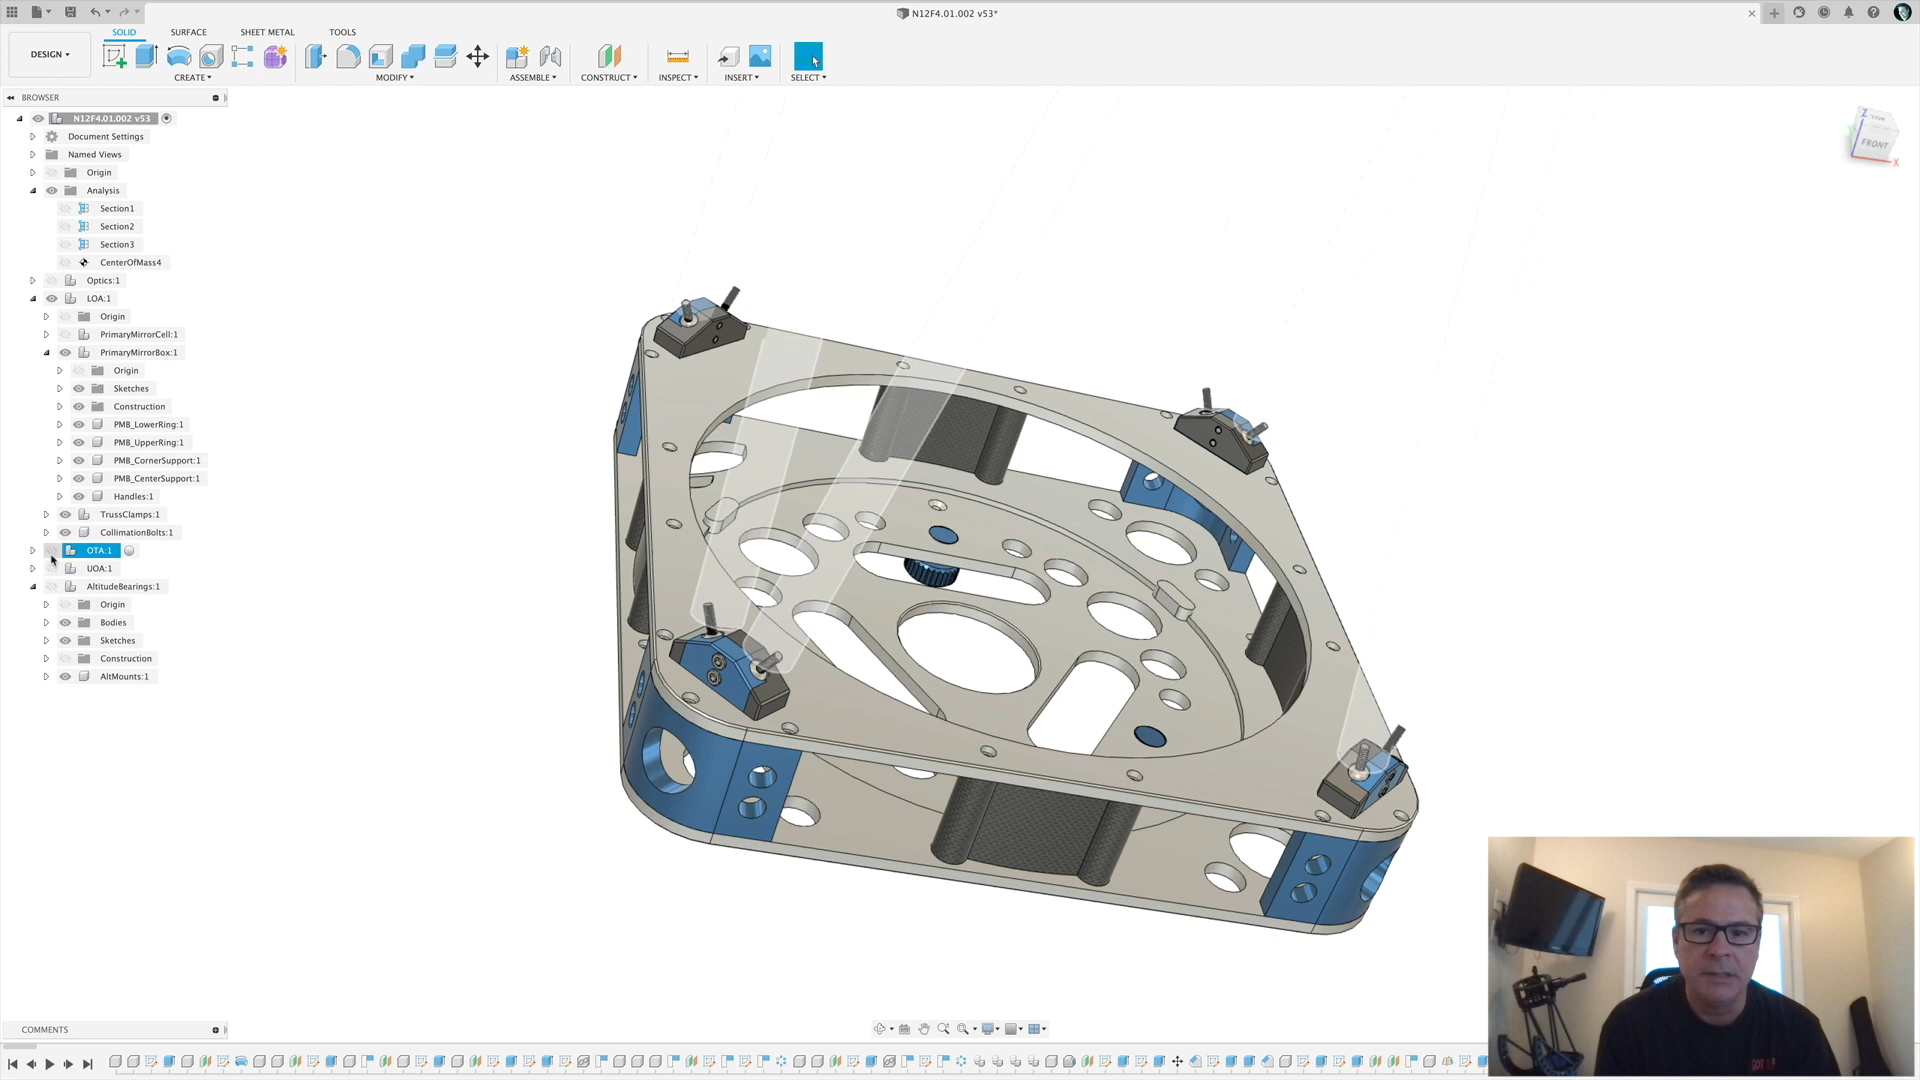 N12F4.01.002 v53*
SOLID
SURFACE
SHEET METAL
TOOLS
DESIGN
CREATE
MODIFY
ASSEMBLE
CONSTRUCT
INSPECT
INSERT
SELECT
BROWSER
N12F4.01.002 v53
Document Settings
Named Views
Origin
Analysis
Section1
Section2
Section3
CenterOfMass4
Optics:1
LOA:1
Origin
PrimaryMirrorCell:1
PrimaryMirrorBox:1
Origin
Sketches
Construction
PMB_LowerRing:1
PMB_UpperRing:1
PMB_CornerSupport:1
PMB_CenterSupport:1
Handles:1
TrussClamps:1
CollimationBolts:1
OTA:1
UOA:1
AltitudeBearings:1
Origin
Bodies
Sketches
Construction
AltMounts:1
Z
FRONT
X
COMMENTS